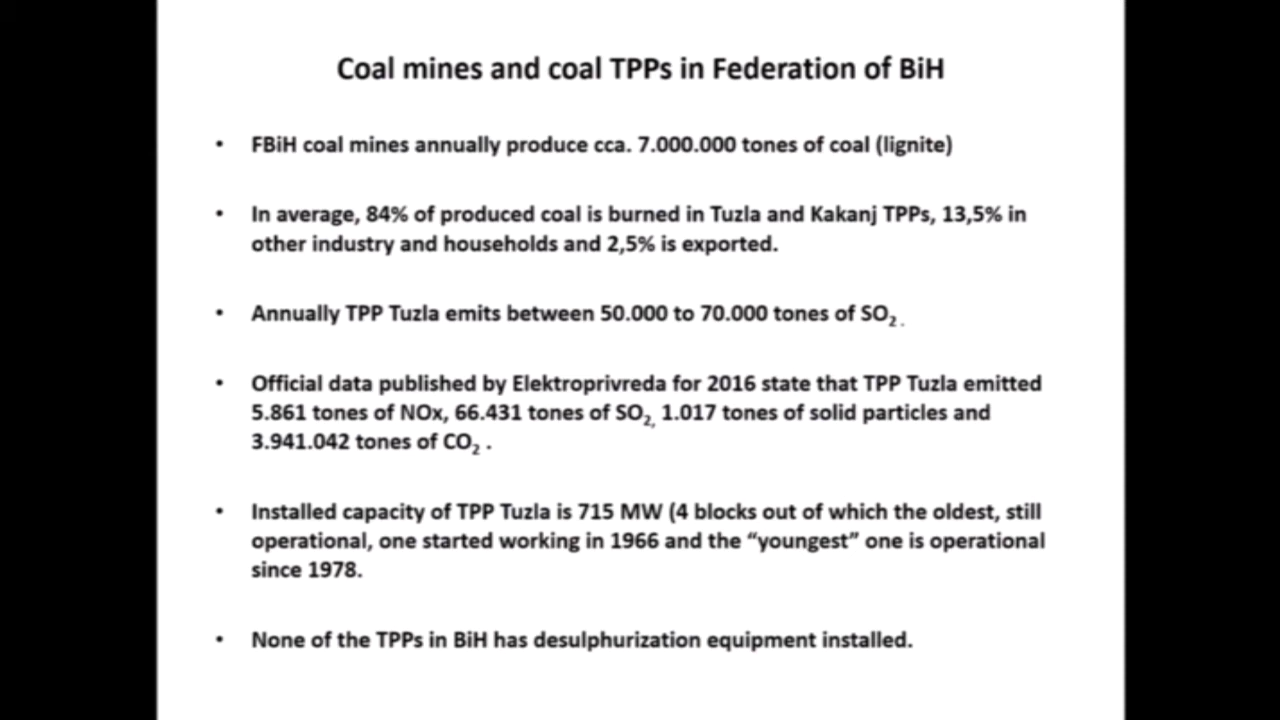 Coal mines and coal TPPs in Federation of BiH
• FBiH coal mines annually produce cca. 7.000.000 tones of coal (lignite)
• In average, 84% of produced coal is burned in Tuzla and Kakanj TPPs, 13,5% in
other industry and households and 2,5% is exported.
• Annually TPP Tuzla emits between 50.000 to 70.000 tones of SO₂ .
• Official data published by Elektroprivreda for 2016 state that TPP Tuzla emitted
5.861 tones of NOx, 66.431 tones of SO₂, 1.017 tones of solid particles and
3.941.042 tones of CO₂ .
• Installed capacity of TPP Tuzla is 715 MW (4 blocks out of which the oldest, still
operational, one started working in 1966 and the “youngest” one is operational
since 1978.
• None of the TPPs in BiH has desulphurization equipment installed.